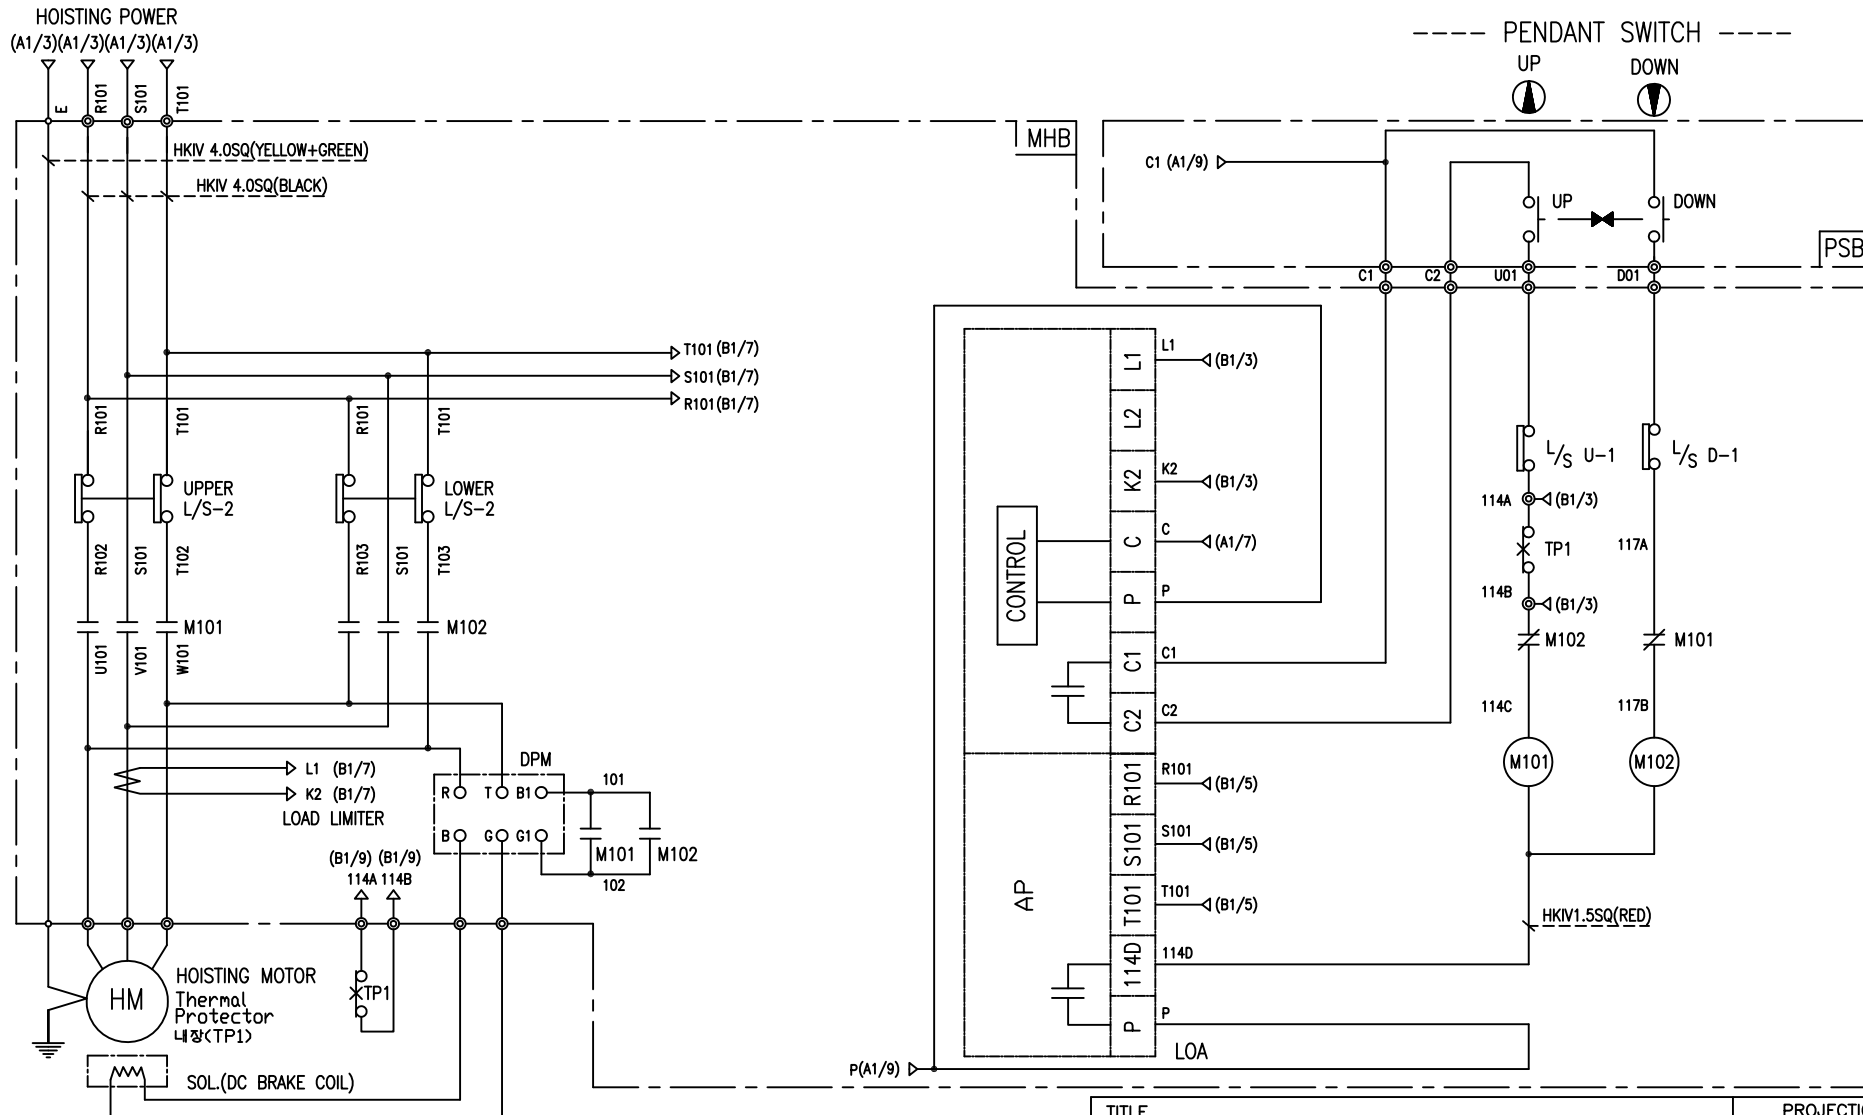 HOISTING POWER
(A1/3)(A1/3)(A1/3)(A1/3)
E
R101
S101
T101
HKIV 4.0SQ(YELLOW+GREEN)
HKIV 4.0SQ(BLACK)
MHB
T101 (B1/7)
S101 (B1/7)
R101 (B1/7)
R101
T101
R101
T101
UPPER
L/S-2
LOWER
L/S-2
R102
S101
T102
R103
S101
T103
M101
M102
U101
V101
W101
L1 (B1/7)
K2 (B1/7)
LOAD LIMITER
DPM
R
T
B1
B
G
G1
101
M101
M102
102
(B1/9) (B1/9)
114A 114B
HM
HOISTING MOTOR
Thermal
Protector
내장(TP1)
TP1
SOL.(DC BRAKE COIL)
---- PENDANT SWITCH ----
UP
DOWN
C1 (A1/9)
UP
DOWN
PSB
C1
C2
U01
D01
L1
L1
(B1/3)
L2
K2
K2
(B1/3)
C
C
(A1/7)
P
P
CONTROL
C1
C1
C2
C2
R101
R101
(B1/5)
S101
S101
(B1/5)
T101
T101
(B1/5)
114D
114D
P
P
AP
LOA
P(A1/9)
L/S U-1
L/S D-1
114A
(B1/3)
TP1
117A
114B
(B1/3)
M102
M101
114C
117B
M101
M102
HKIV1.5SQ(RED)
TITLE
PROJECTIO